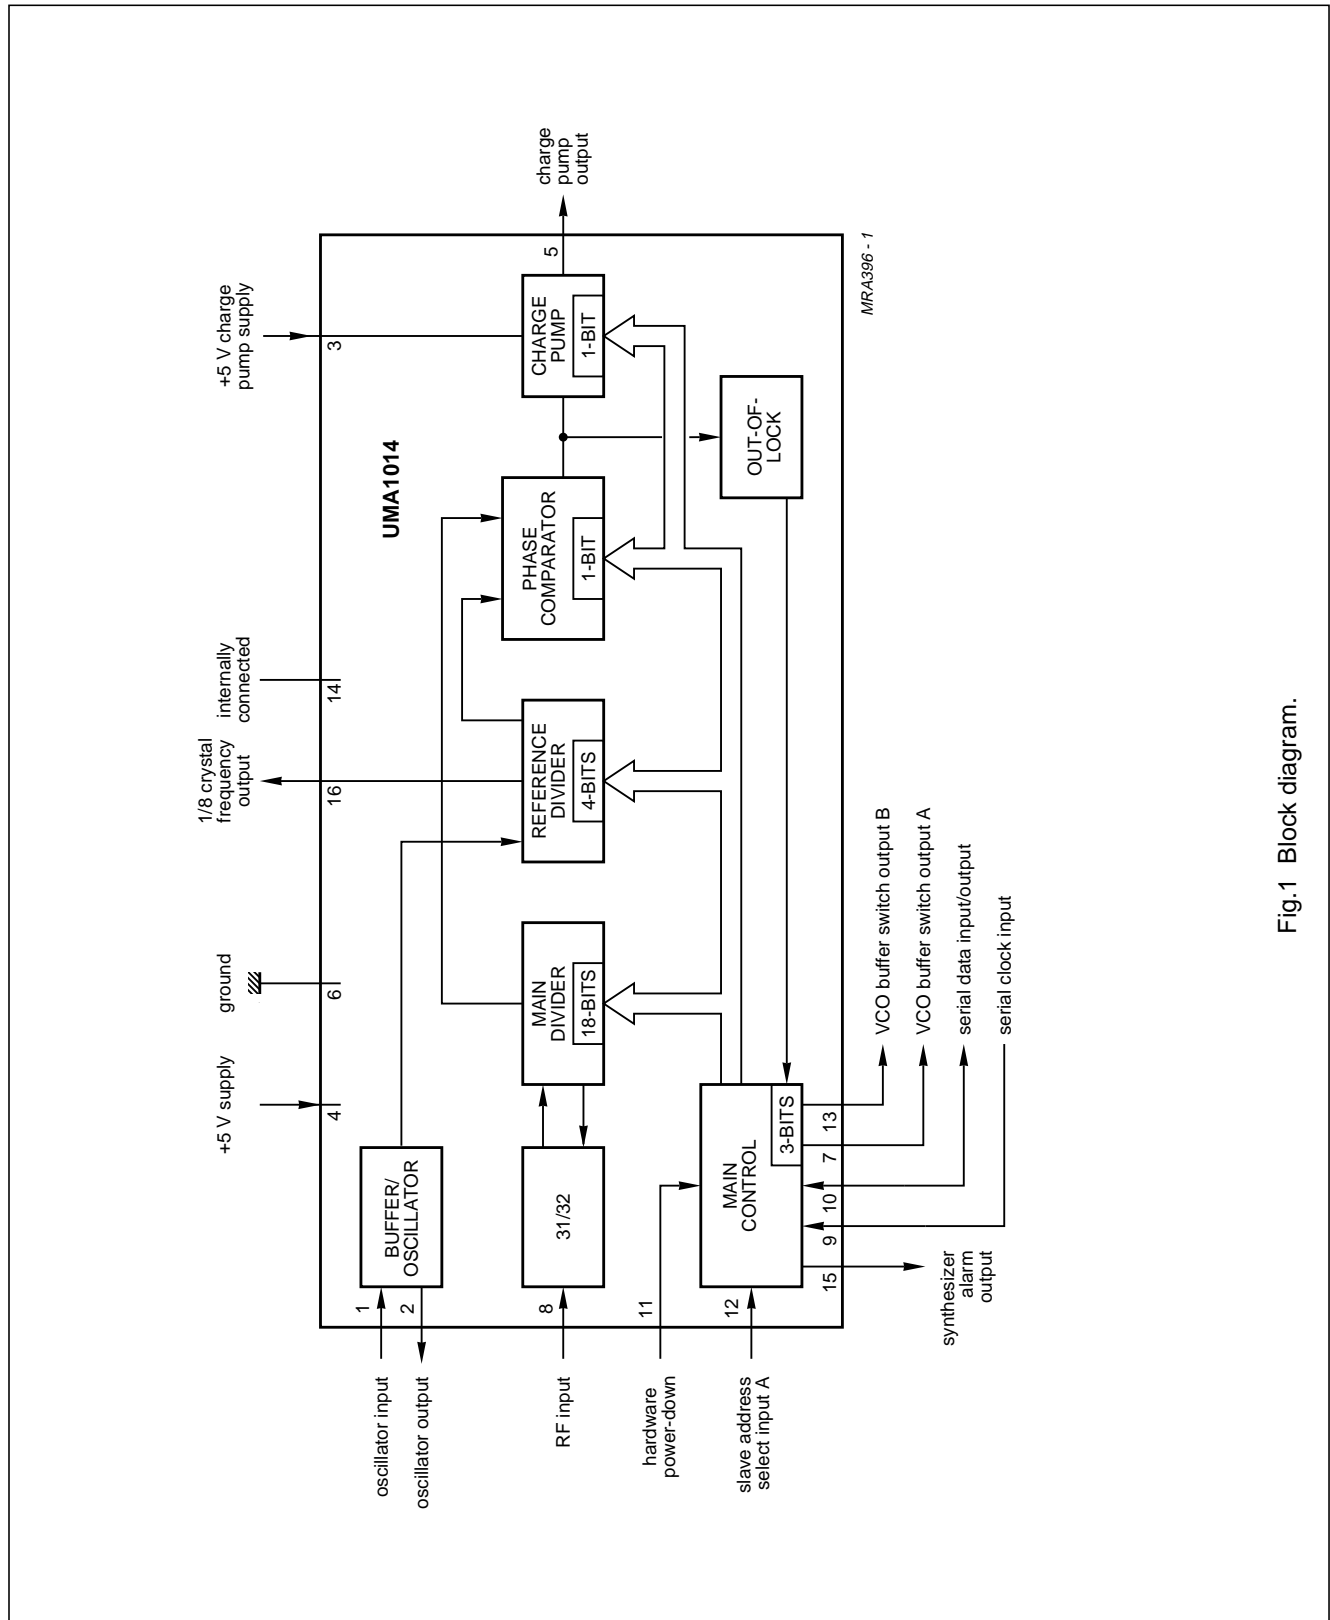 +5 V supply
ground
1/8 crystal
frequency
output
internally
connected
+5 V charge
pump supply
4
6
16
14
3
UMA1014
oscillator input
1
oscillator output
2
BUFFER/
OSCILLATOR
RF input
8
31/32
MAIN
DIVIDER
18-BITS
REFERENCE
DIVIDER
4-BITS
PHASE
COMPARATOR
1-BIT
CHARGE
PUMP
1-BIT
5
charge
pump
output
hardware
power-down
11
slave address
select input A
12
MAIN
CONTROL
3-BITS
OUT-OF-
LOCK
15
9
10
7
13
MRA396 - 1
synthesizer
alarm
output
VCO buffer switch output B
VCO buffer switch output A
serial data input/output
serial clock input
Fig.1 Block diagram.